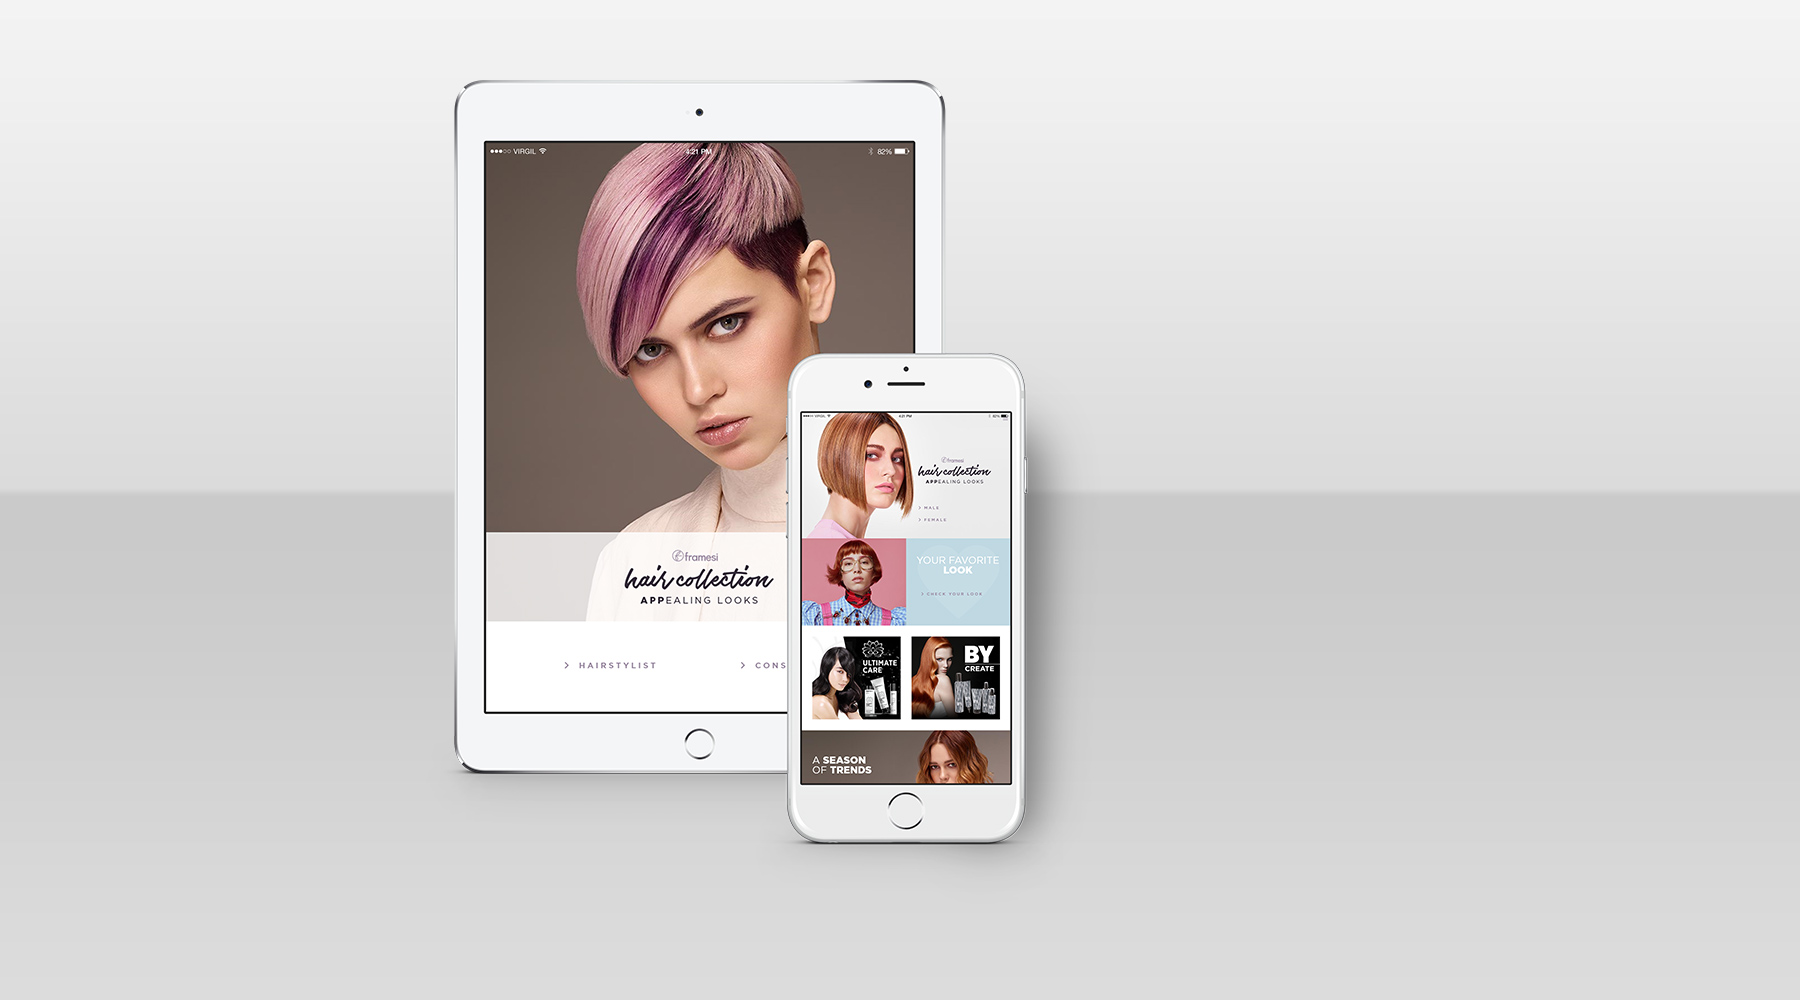 VIRGIL
4:21 PM
82%
framesi
hair collection
APPEALING LOOKS
> HAIRSTYLIST
> CONS
VIRGIL
4:21 PM
82%
framesi
hair collection
APPEALING LOOKS
> MALE
> FEMALE
YOUR FAVORITE
LOOK
> CHECK YOUR LOOK
ULTIMATE
CARE
BY
CREATE
A SEASON
OF TRENDS